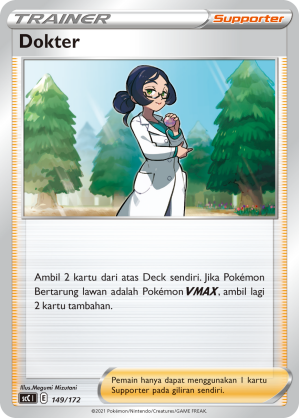 TRAINER Supporter
Dokter
Ambil 2 kartu dari atas Deck sendiri. Jika Pokémon
Bertarung lawan adalah Pokémon VMAX, ambil lagi
2 kartu tambahan.
Illus.Megumi Mizutani
SC1 I E 149/172
Pemain hanya dapat menggunakan 1 kartu
Supporter pada giliran sendiri.
©2021 Pokémon/Nintendo/Creatures/GAME FREAK.